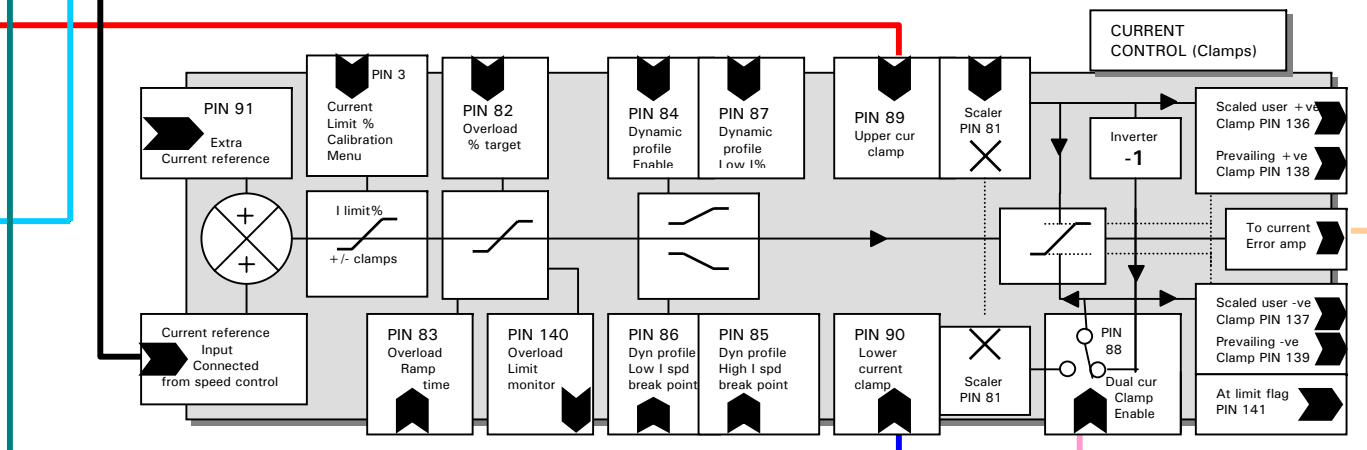 CURRENT
CONTROL (Clamps)
PIN 91
Extra
Current reference
PIN 3
Current
Limit %
Calibration
Menu
PIN 82
Overload
% target
PIN 84
Dynamic
profile
Enable
PIN 87
Dynamic
profile
Low I%
PIN 89
Upper cur
clamp
Scaler
PIN 81
Inverter
-1
Scaled user +ve
Clamp PIN 136
Prevailing +ve
Clamp PIN 138
+
+
I limit%
+/- clamps
To current
Error amp
Current reference
Input
Connected
from speed control
PIN 83
Overload
Ramp
time
PIN 140
Overload
Limit
monitor
PIN 86
Dyn profile
Low I spd
break point
PIN 85
Dyn profile
High I spd
break point
PIN 90
Lower
current
clamp
Scaler
PIN 81
PIN
88
Dual cur
Clamp
Enable
Scaled user -ve
Clamp PIN 137
Prevailing -ve
Clamp PIN 139
At limit flag
PIN 141